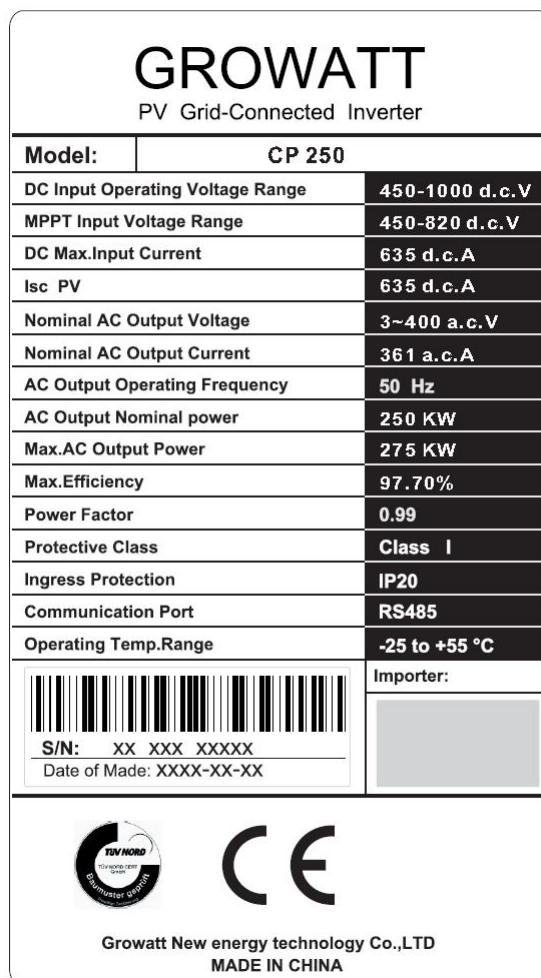 GROWATT
PV Grid-Connected Inverter
Model: CP 250
DC Input Operating Voltage Range 450-1000 d.c.V
MPPT Input Voltage Range 450-820 d.c.V
DC Max.Input Current 635 d.c.A
Isc PV 635 d.c.A
Nominal AC Output Voltage 3~400 a.c.V
Nominal AC Output Current 361 a.c.A
AC Output Operating Frequency 50 Hz
AC Output Nominal power 250 KW
Max.AC Output Power 275 KW
Max.Efficiency 97.70%
Power Factor 0.99
Protective Class Class I
Ingress Protection IP20
Communication Port RS485
Operating Temp.Range -25 to +55 °C
Importer:
S/N: XX XXX XXXXX
Date of Made: XXXX-XX-XX
TÜV NORD
TÜV NORD CERT
GmbH
Baumuster geprüft
CE
Growatt New energy technology Co.,LTD
MADE IN CHINA